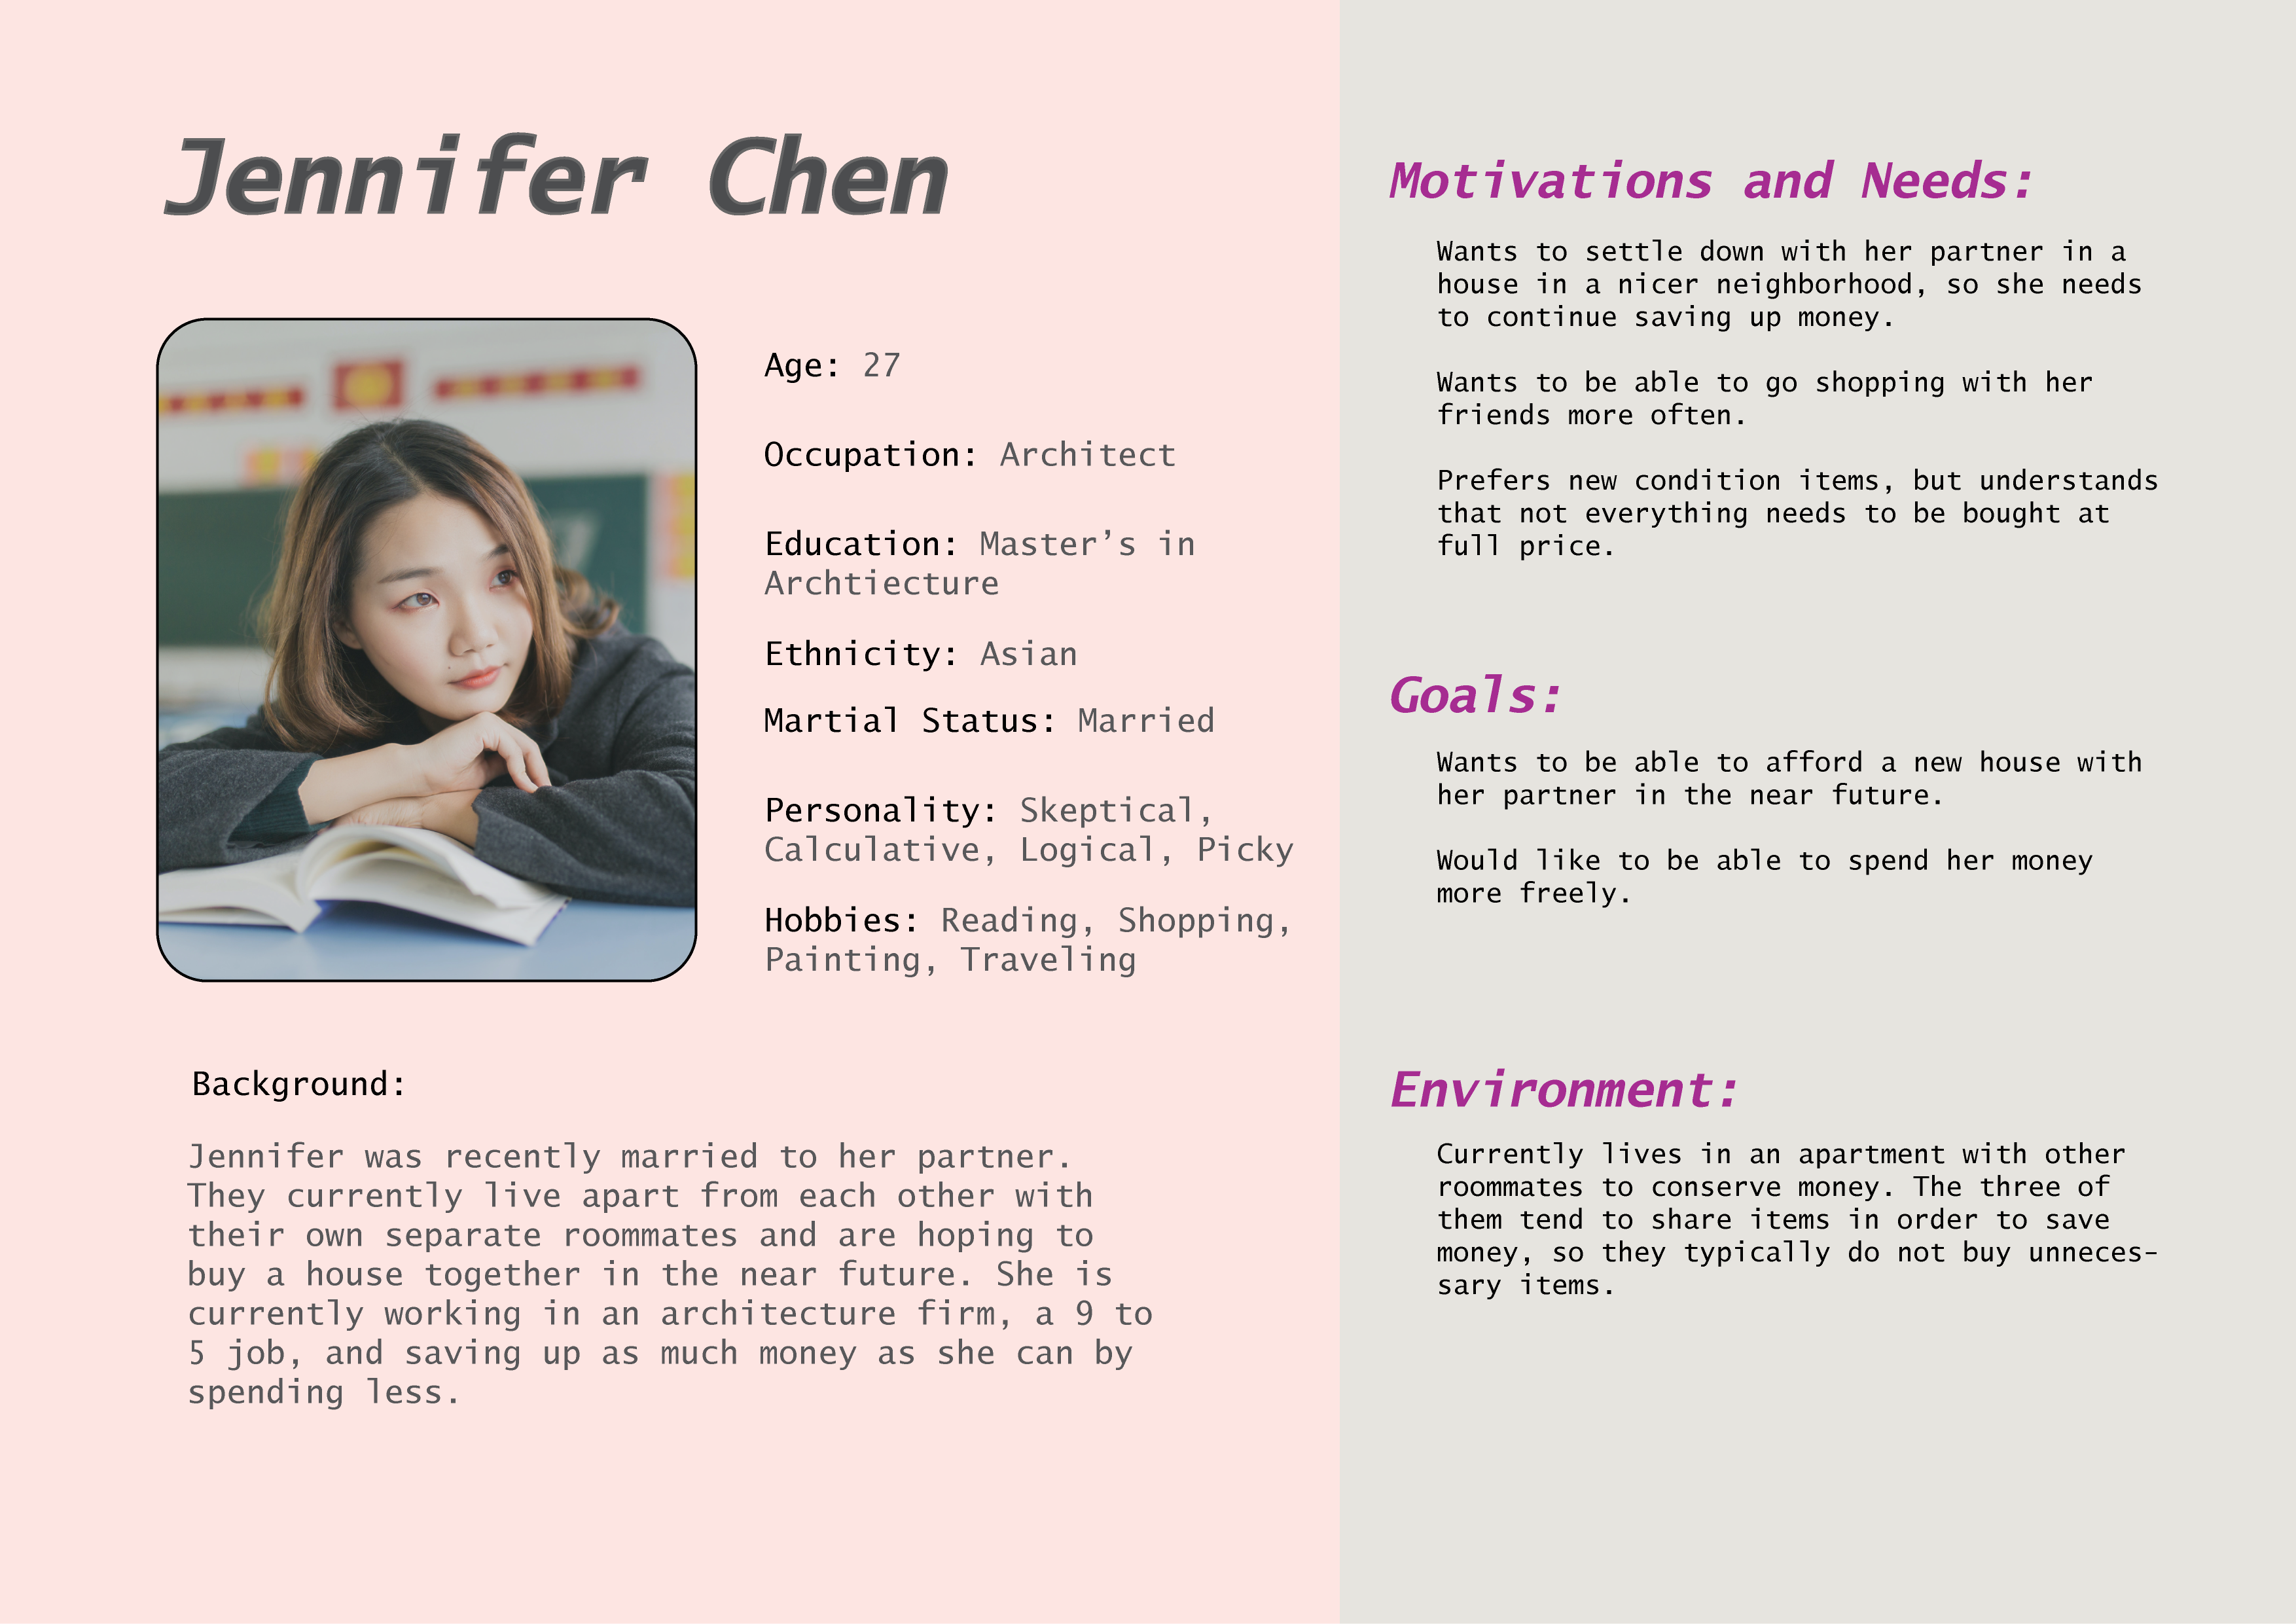 Jennifer Chen
Age: 27
Occupation: Architect
Education: Master’s in
Archtiecture
Ethnicity: Asian
Martial Status: Married
Personality: Skeptical,
Calculative, Logical, Picky
Hobbies: Reading, Shopping,
Painting, Traveling
Background:
Jennifer was recently married to her partner.
They currently live apart from each other with
their own separate roommates and are hoping to
buy a house together in the near future. She is
currently working in an architecture firm, a 9 to
5 job, and saving up as much money as she can by
spending less.
Motivations and Needs:
Wants to settle down with her partner in a
house in a nicer neighborhood, so she needs
to continue saving up money.
Wants to be able to go shopping with her
friends more often.
Prefers new condition items, but understands
that not everything needs to be bought at
full price.
Goals:
Wants to be able to afford a new house with
her partner in the near future.
Would like to be able to spend her money
more freely.
Environment:
Currently lives in an apartment with other
roommates to conserve money. The three of
them tend to share items in order to save
money, so they typically do not buy unneces-
sary items.